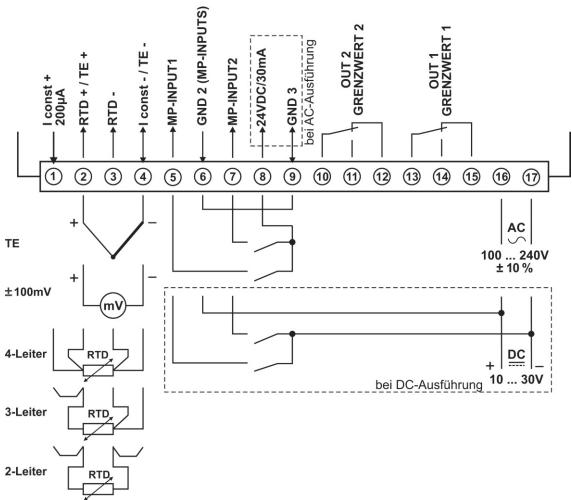 I const +
200µA
RTD + / TE +
RTD -
I const - / TE -
MP-INPUT1
GND 2 (MP-INPUTS)
MP-INPUT2
24VDC/30mA
GND 3
bei AC-Ausführung
OUT 2
GRENZWERT 2
OUT 1
GRENZWERT 1
1 2 3 4 5 6 7 8 9 10 11 12 13 14 15 16 17
+ −
TE
AC
100 ... 240V
± 10 %
±100mV
+ −
mV
4-Leiter
RTD
+ DC −
10 ... 30V
bei DC-Ausführung
3-Leiter
RTD
2-Leiter
RTD